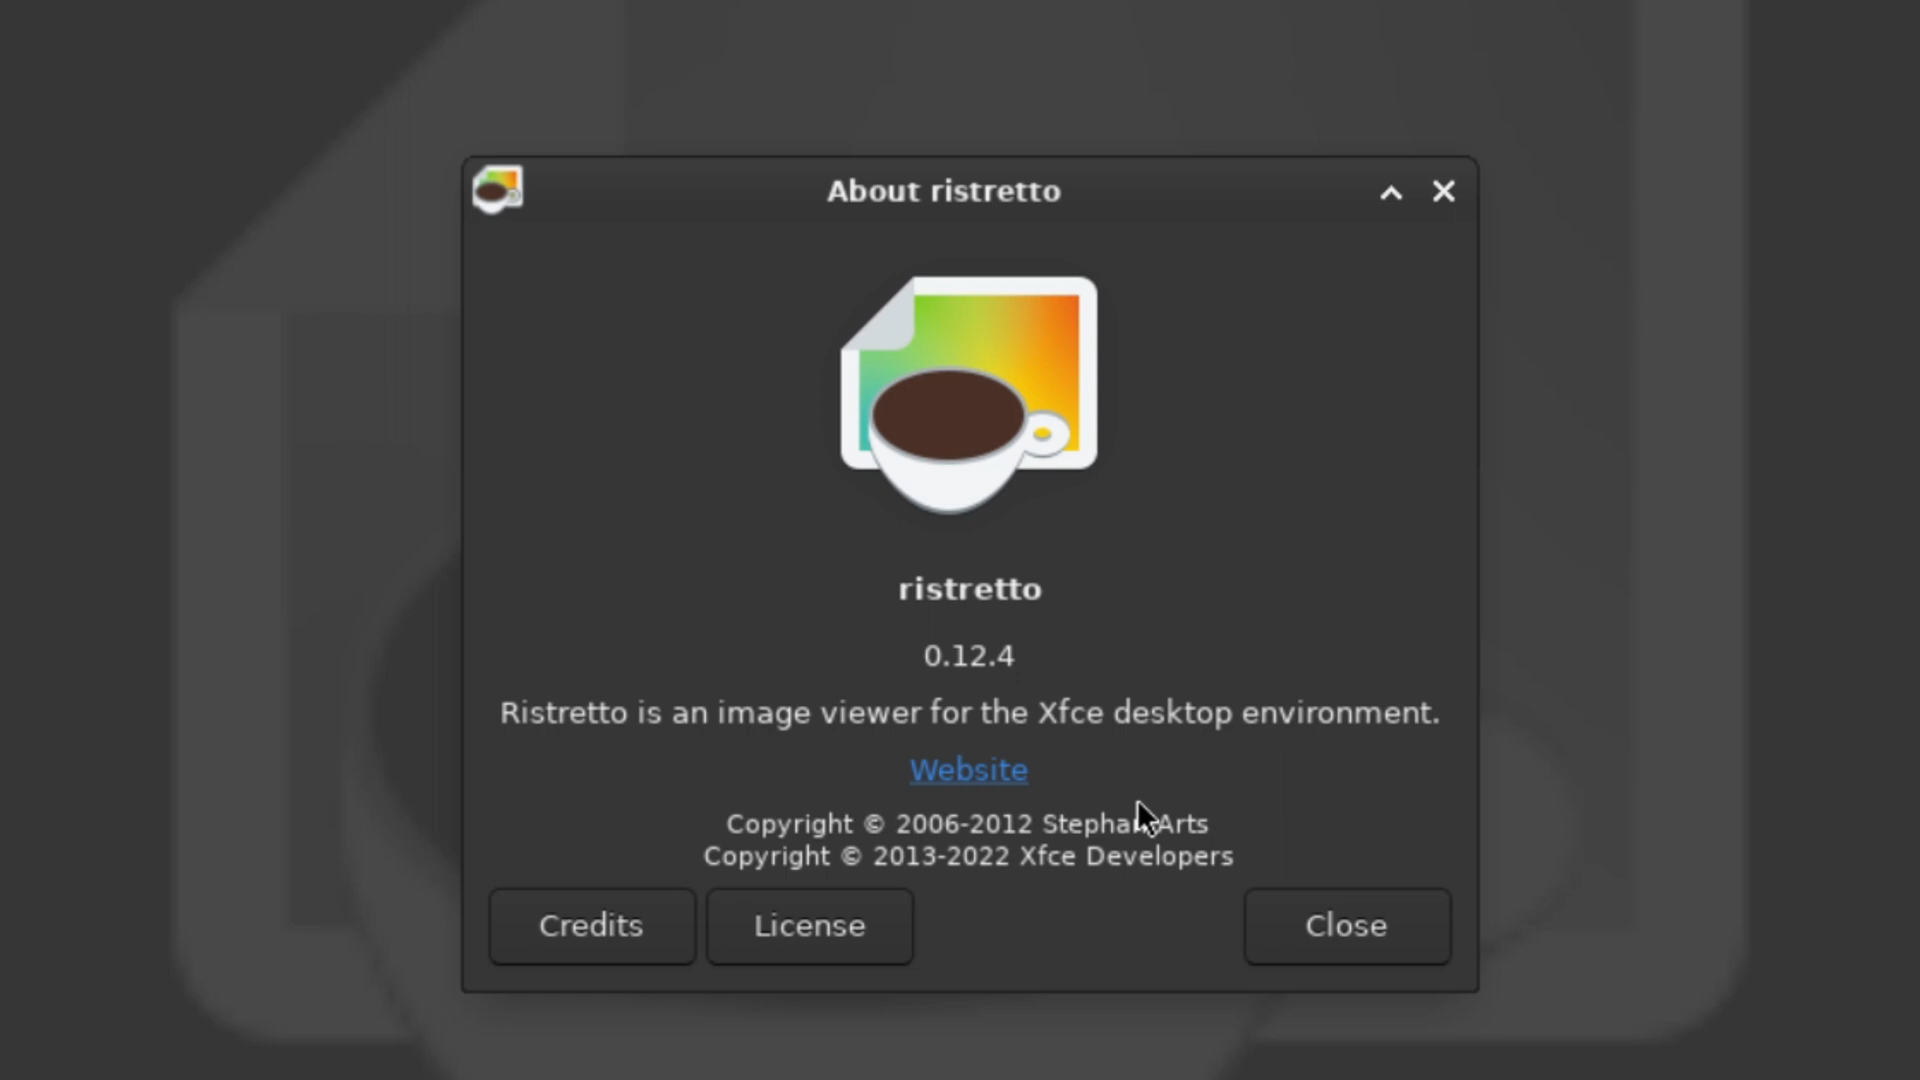 About ristretto
ristretto
0.12.4
Ristretto is an image viewer for the Xfce desktop environment.
Website
Copyright © 2006-2012 Stephan Arts
Copyright © 2013-2022 Xfce Developers
Credits
License
Close